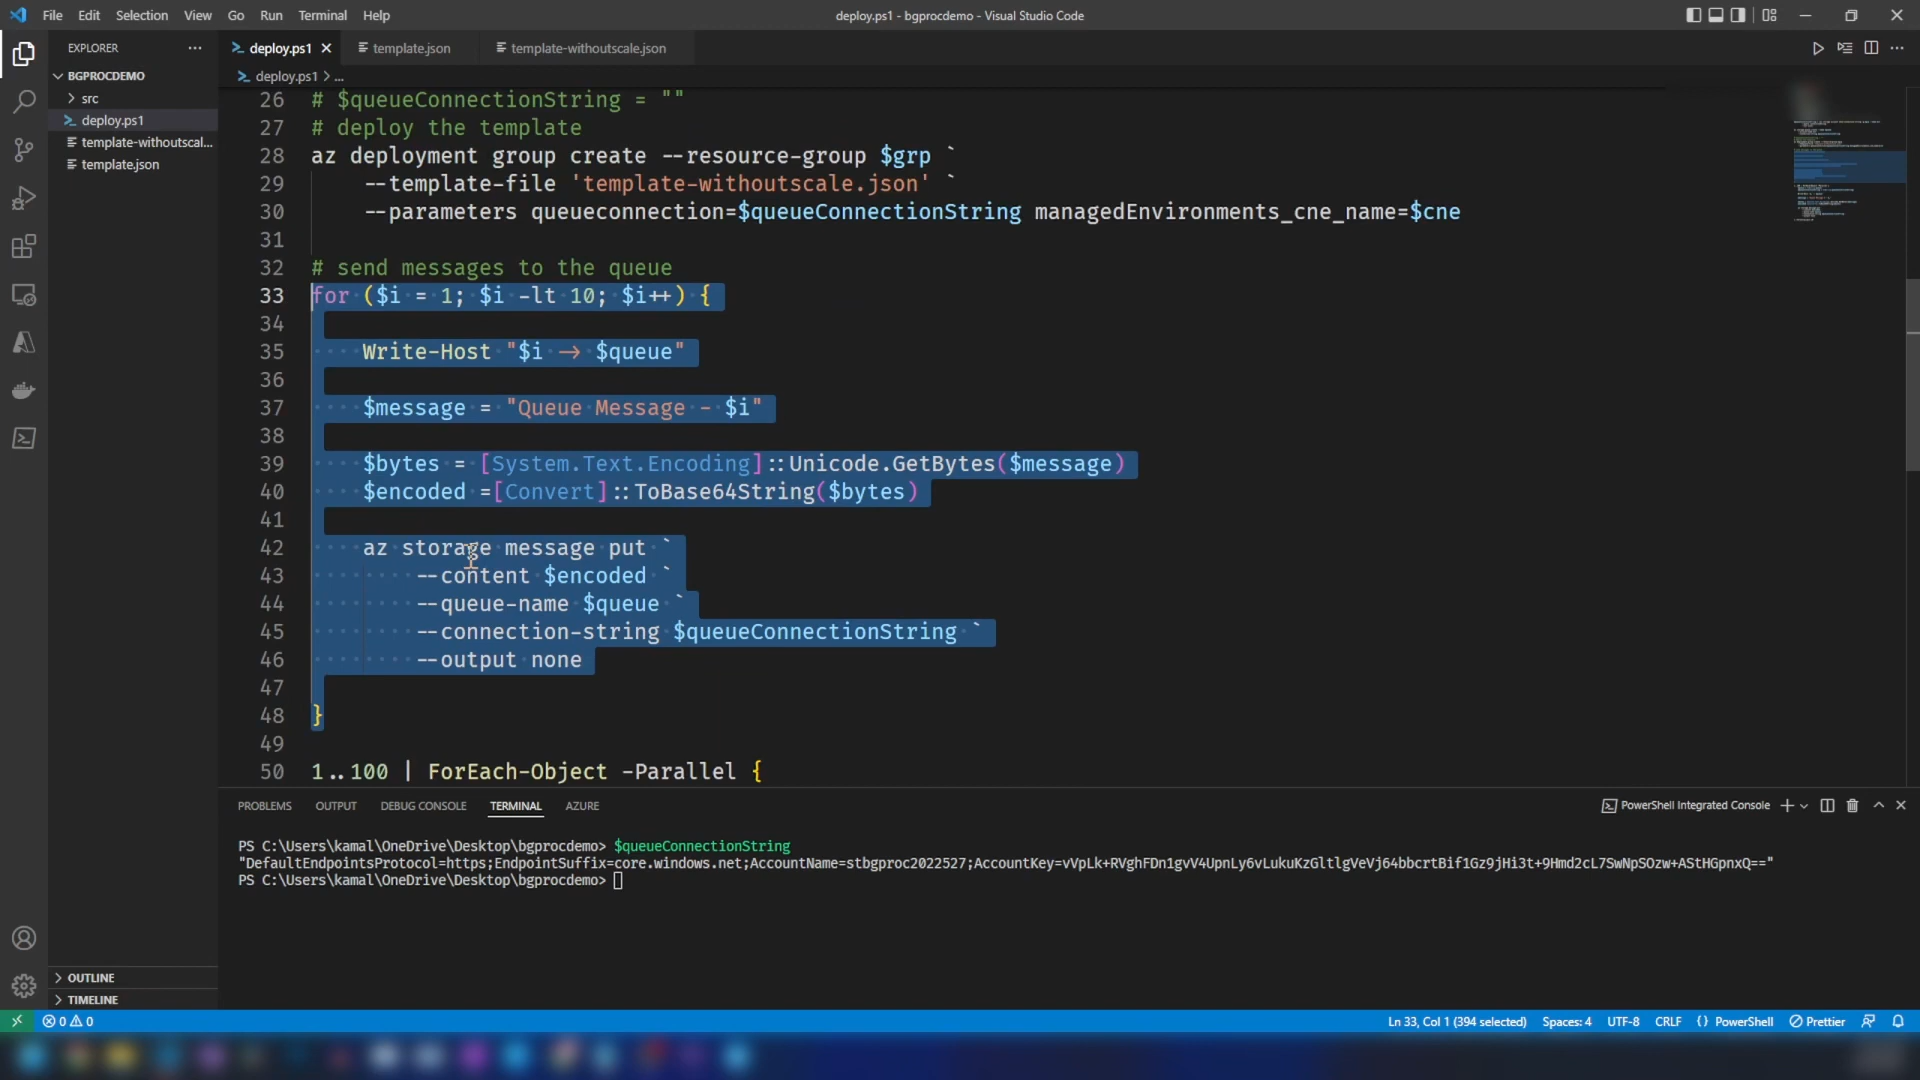 File Edit Selection View Go Run Terminal Help
deploy.ps1 - bgprocdemo - Visual Studio Code
EXPLORER
BGPROCDEMO
src
deploy.ps1
template-withoutscal...
template.json
OUTLINE
TIMELINE
deploy.ps1 template.json template-withoutscale.json
deploy.ps1 > ...
26 # $queueConnectionString = ""
27 # deploy the template
28 az deployment group create --resource-group $grp `
29 --template-file 'template-withoutscale.json' `
30 --parameters queueconnection=$queueConnectionString managedEnvironments_cne_name=$cne
31
32 # send messages to the queue
33 for ($i = 1; $i -lt 10; $i++) {
34
35 Write-Host "$i -> $queue"
36
37 $message = "Queue Message - $i"
38
39 $bytes = [System.Text.Encoding]::Unicode.GetBytes($message)
40 $encoded =[Convert]::ToBase64String($bytes)
41
42 az storage message put `
43 --content $encoded `
44 --queue-name $queue `
45 --connection-string $queueConnectionString `
46 --output none
47
48 }
49
50 1..100 | ForEach-Object -Parallel {
PROBLEMS OUTPUT DEBUG CONSOLE TERMINAL AZURE
PowerShell Integrated Console
PS C:\Users\kamal\OneDrive\Desktop\bgprocdemo> $queueConnectionString
"DefaultEndpointsProtocol=https;EndpointSuffix=core.windows.net;AccountName=stbgproc2022527;AccountKey=vVpLk+RVghFDn1gvV4UpnLy6vLukuKzGltlgVeVj64bbcrtBif1Gz9jHi3t+9Hmd2cL7SwNpSOzw+AStHGpnxQ=="
PS C:\Users\kamal\OneDrive\Desktop\bgprocdemo>
0 0
Ln 33, Col 1 (394 selected) Spaces: 4 UTF-8 CRLF {} PowerShell Prettier